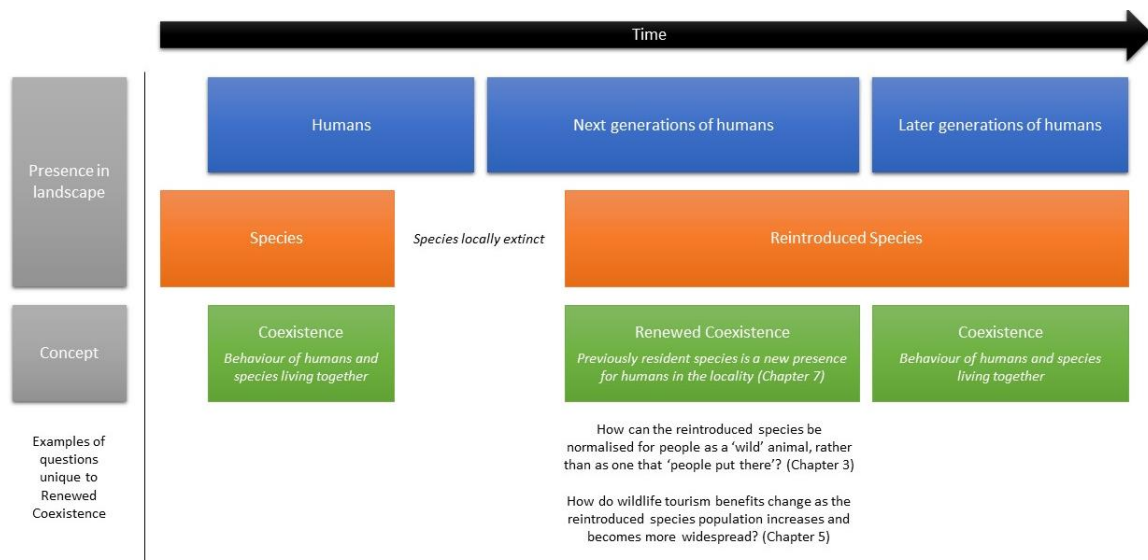 Time
Presence in
landscape
Humans
Next generations of humans
Later generations of humans
Species
Species locally extinct
Reintroduced Species
Concept
Coexistence
Behaviour of humans and
species living together
Renewed Coexistence
Previously resident species is a new presence
for humans in the locality (Chapter 7)
Coexistence
Behaviour of humans and species
living together
Examples of
questions
unique to
Renewed
Coexistence
How can the reintroduced species be
normalised for people as a ‘wild’ animal, rather
than as one that ‘people put there’? (Chapter 3)
How do wildlife tourism benefits change as the
reintroduced species population increases and
becomes more widespread? (Chapter 5)